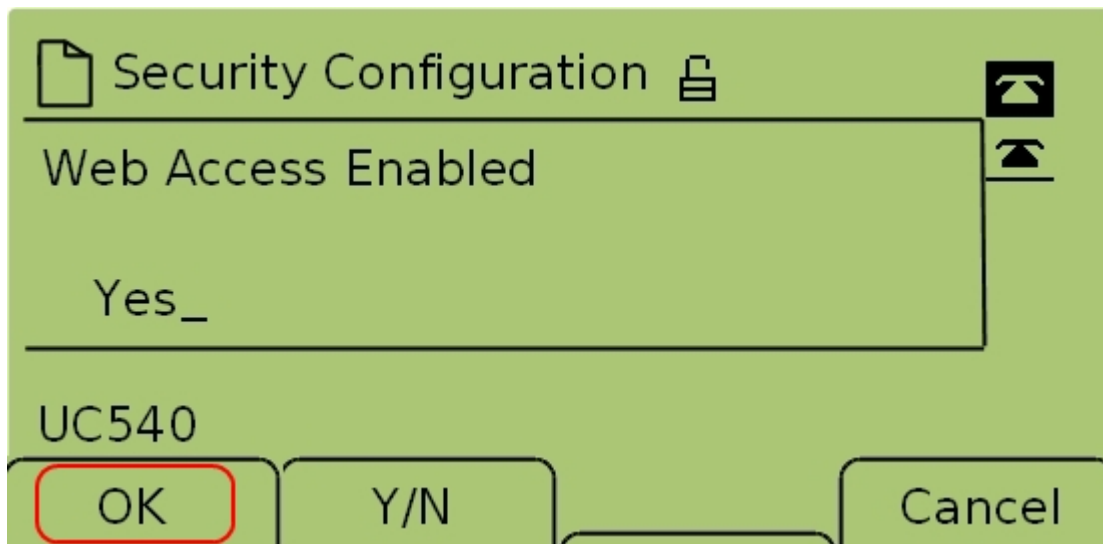 Security Configuration
Web Access Enabled
Yes_
UC540
OK Y/N Cancel